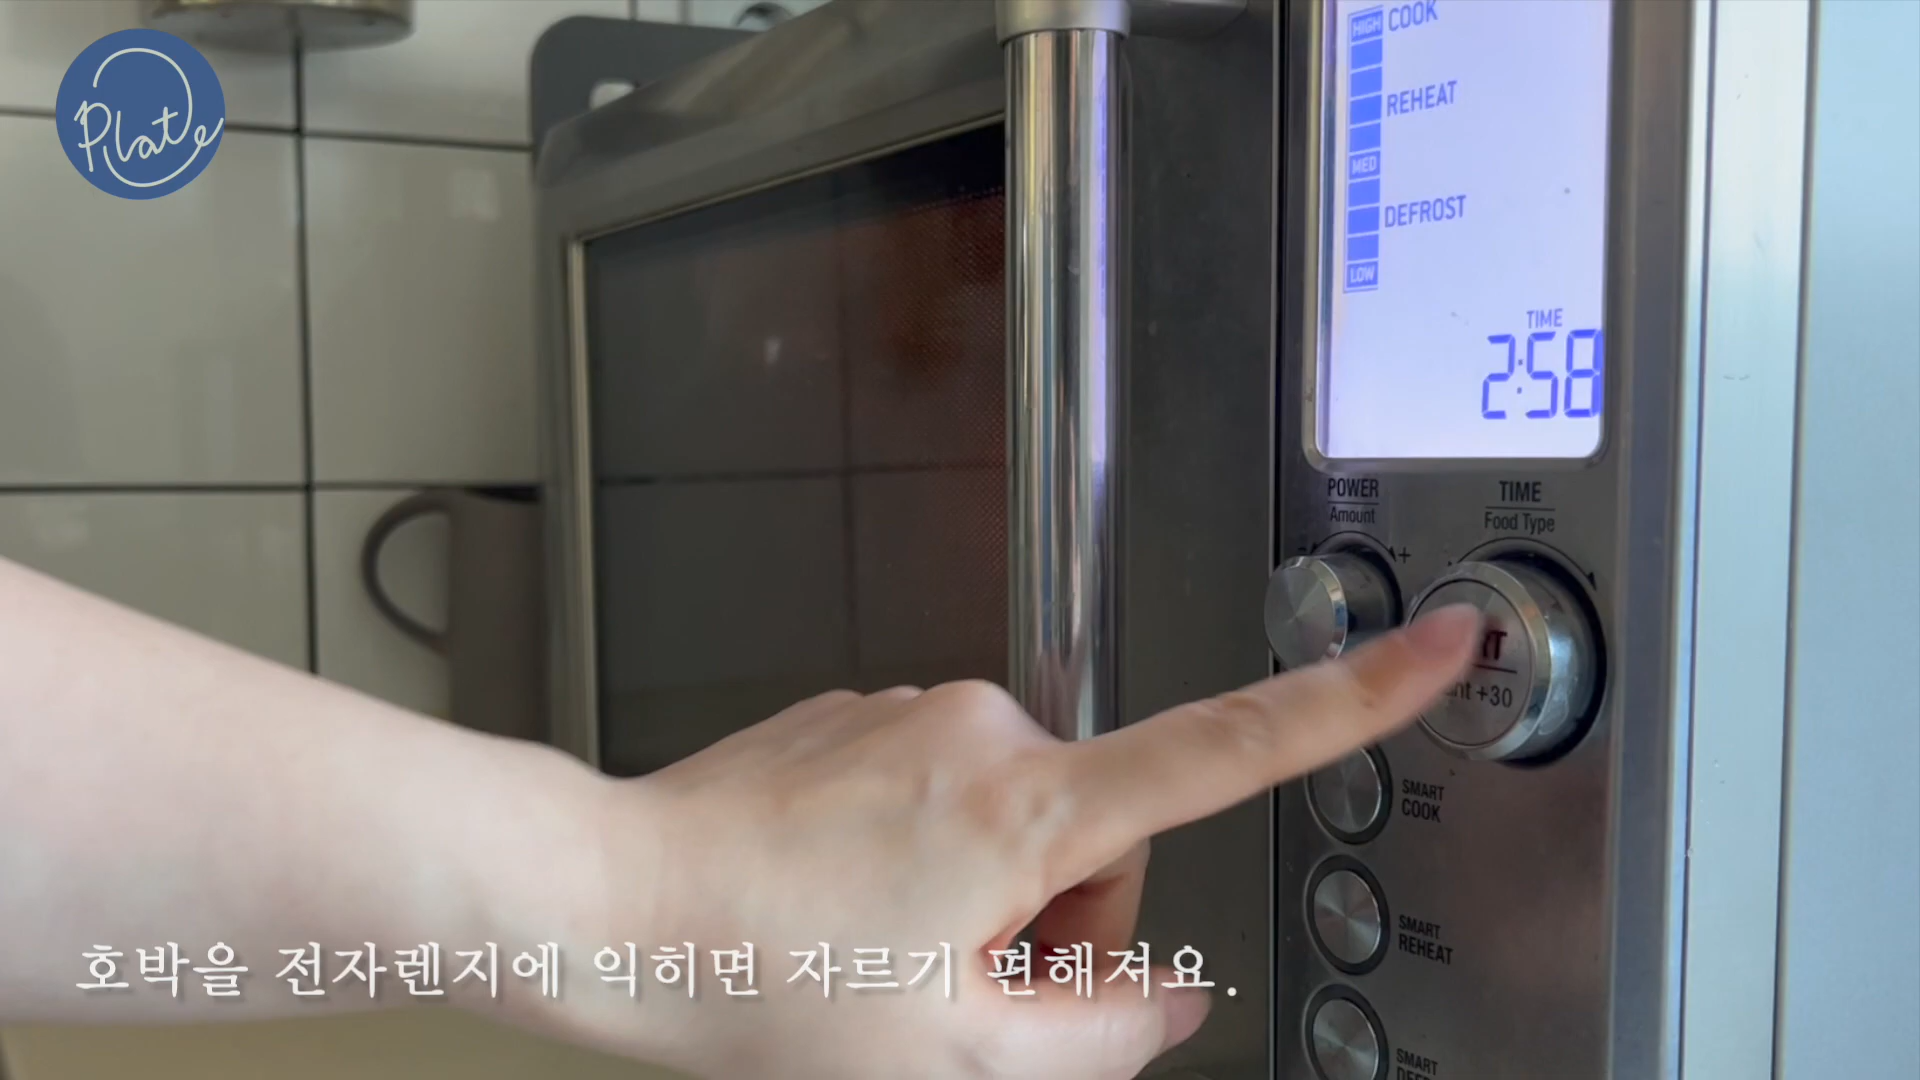 Plate
HIGH COOK
REHEAT
MED
DEFROST
LOW
TIME
2:58
POWER
Amount
TIME
Food Type
- +
+30
SMART
COOK
SMART
REHEAT
SMART
호박을 전자렌지에 익히면 자르기 편해져요.